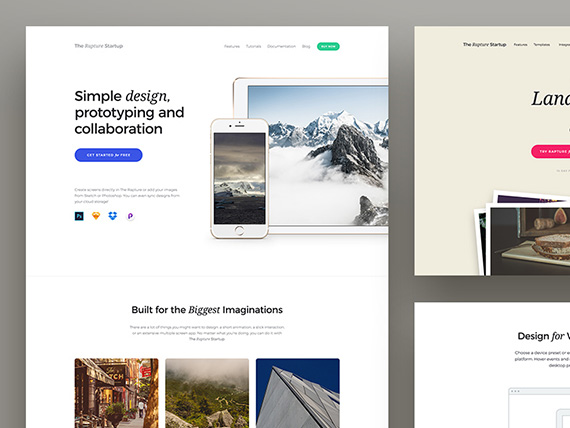 The Rapture Startup
Features Tutorials Documentation Blog BUY NOW
Simple design,
prototyping and
collaboration
GET STARTED for FREE
Create screens directly in The Rapture or add your images
from Sketch or Photoshop. You can even sync designs from
your cloud storage!
Ps
Built for the Biggest Imaginations
There are lot of things you might want to design: a short animation, a slick interaction,
or an extensive multiple screen app. No matter what you're doing, you can do it with
The Rapture Startup.
The Rapture Startup Features Templates
Land
TRY RAPTURE
Design for
Choose a device preset or
platform. Hover events and
desktop